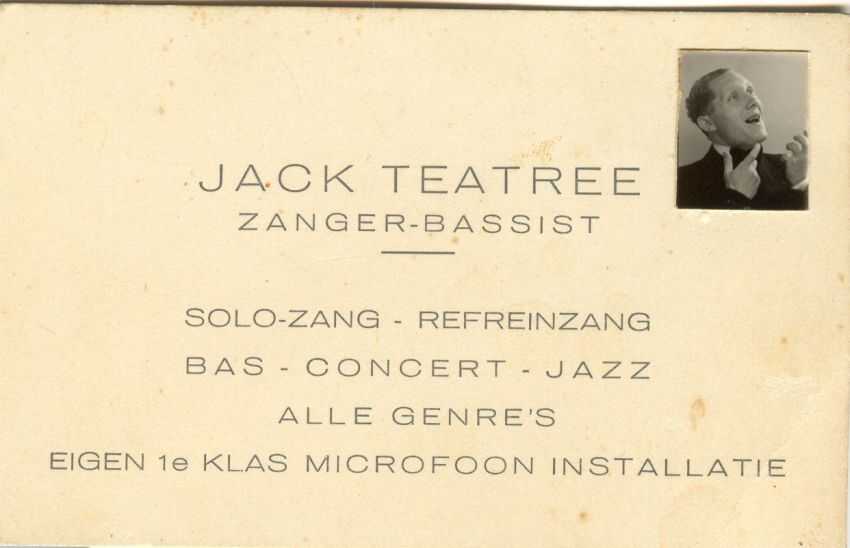 JACK TEATREE
ZANGER-BASSIST
SOLO-ZANG - REFREINZANG
BAS - CONCERT - JAZZ
ALLE GENRE'S
EIGEN 1e KLAS MICROFOON INSTALLATIE